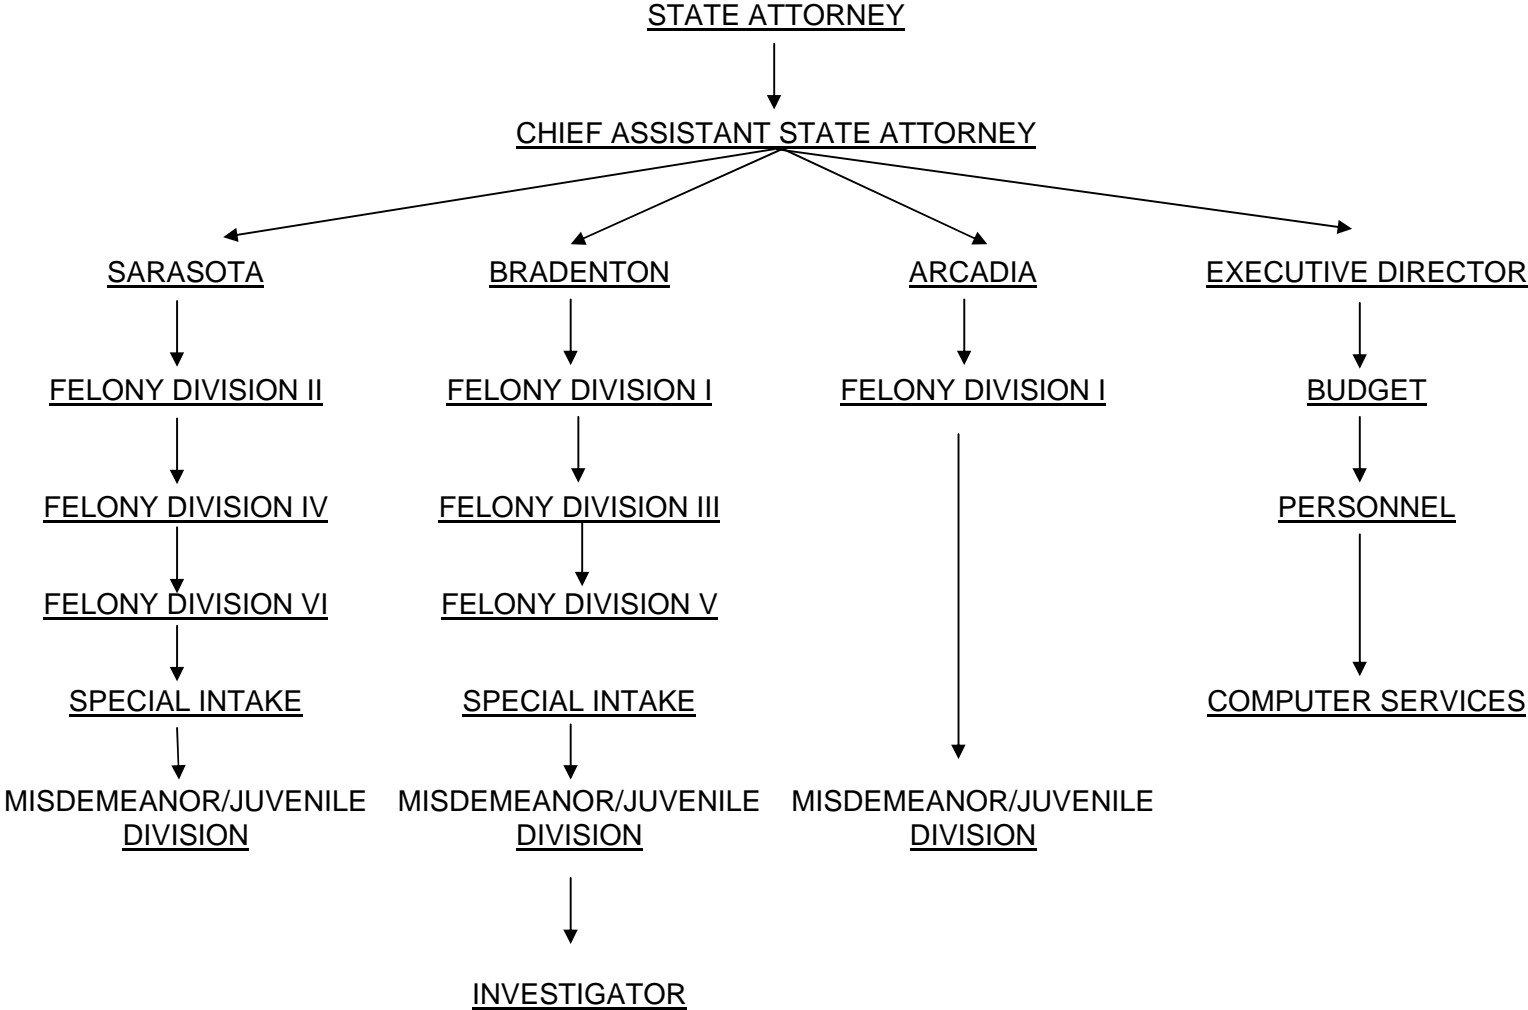 STATE ATTORNEY
CHIEF ASSISTANT STATE ATTORNEY
SARASOTA
BRADENTON
ARCADIA
EXECUTIVE DIRECTOR
FELONY DIVISION II
FELONY DIVISION I
FELONY DIVISION I
BUDGET
FELONY DIVISION IV
FELONY DIVISION III
PERSONNEL
FELONY DIVISION VI
FELONY DIVISION V
SPECIAL INTAKE
SPECIAL INTAKE
COMPUTER SERVICES
MISDEMEANOR/JUVENILE
DIVISION
MISDEMEANOR/JUVENILE
DIVISION
MISDEMEANOR/JUVENILE
DIVISION
INVESTIGATOR